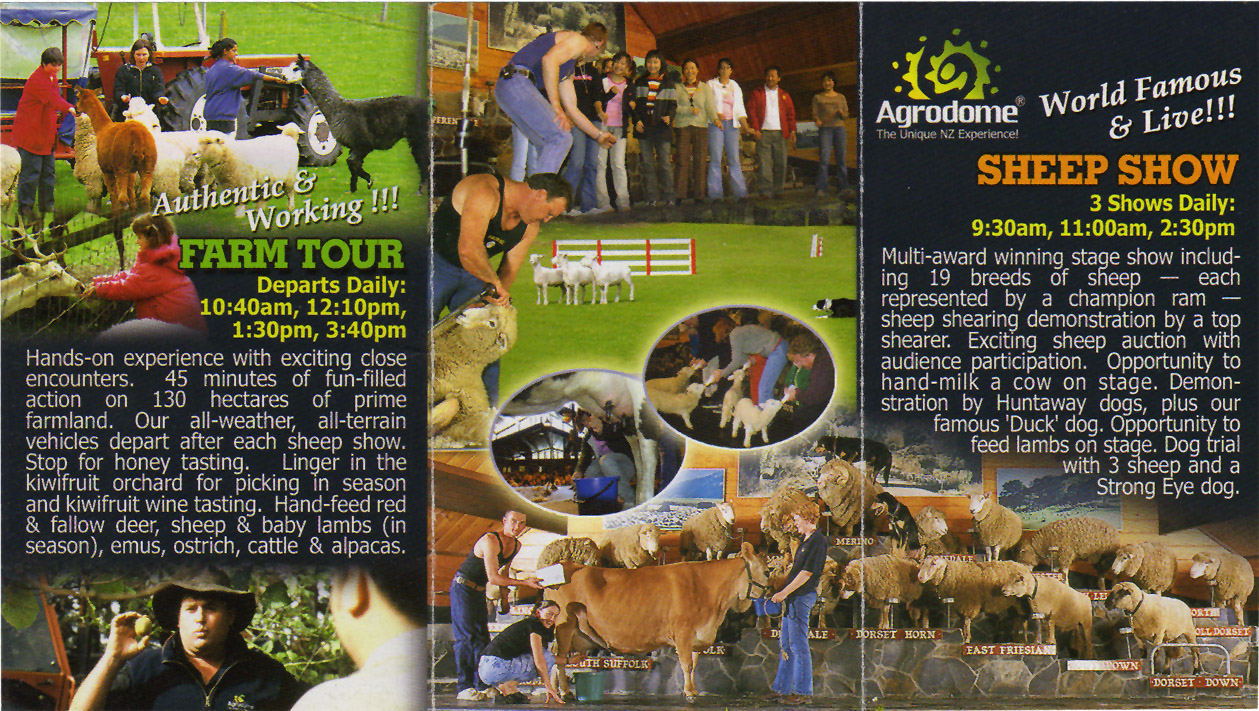 Authentic &
Working !!!
FARM TOUR
Departs Daily:
10:40am, 12:10pm,
1:30pm, 3:40pm
Hands-on experience with exciting close
encounters. 45 minutes of fun-filled
action on 130 hectares of prime
farmland. Our all-weather, all-terrain
vehicles depart after each sheep show.
Stop for honey tasting. Linger in the
kiwifruit orchard for picking in season
and kiwifruit wine tasting. Hand-feed red
& fallow deer, sheep & baby lambs (in
season), emus, ostrich, cattle & alpacas.
Agrodome®
The Unique NZ Experience!
World Famous
& Live!!!
SHEEP SHOW
3 Shows Daily:
9:30am, 11:00am, 2:30pm
Multi-award winning stage show includ-
ing 19 breeds of sheep — each
represented by a champion ram —
sheep shearing demonstration by a top
shearer. Exciting sheep auction with
audience participation. Opportunity to
hand-milk a cow on stage. Demon-
stration by Huntaway dogs, plus our
famous 'Duck' dog. Opportunity to
feed lambs on stage. Dog trial
with 3 sheep and a
Strong Eye dog.
MERINO
DORSET HORN
EAST FRIESIAN
SOUTH SUFFOLK
DORSET DOWN